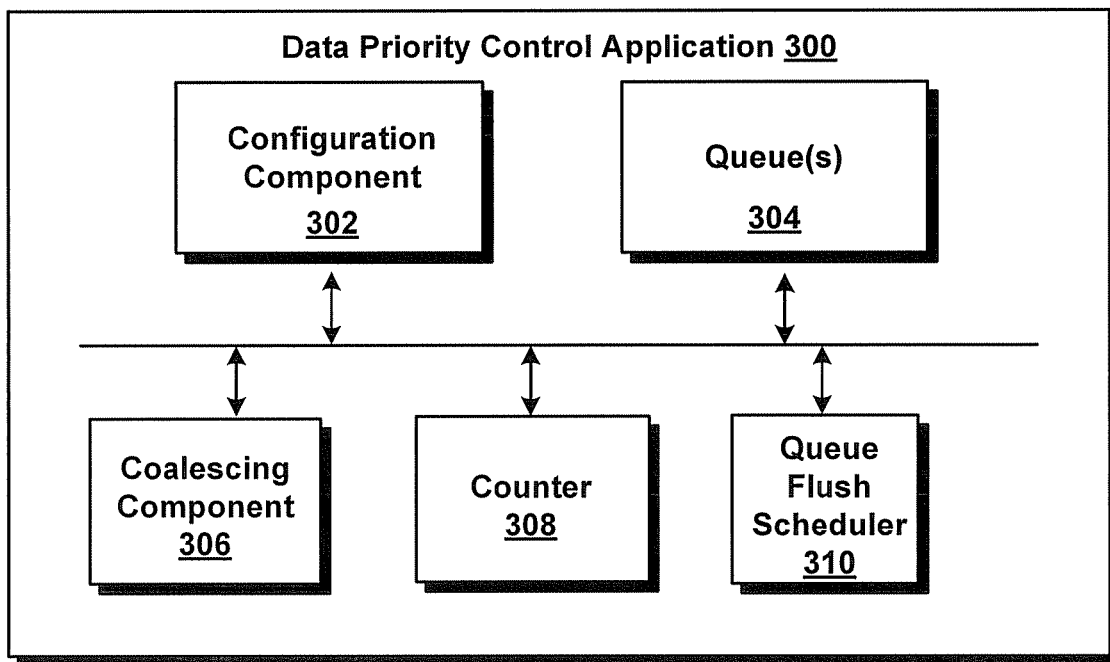 Data Priority Control Application 300
Configuration
Component
302
Queue(s)
304
Coalescing
Component
306
Counter
308
Queue
Flush
Scheduler
310